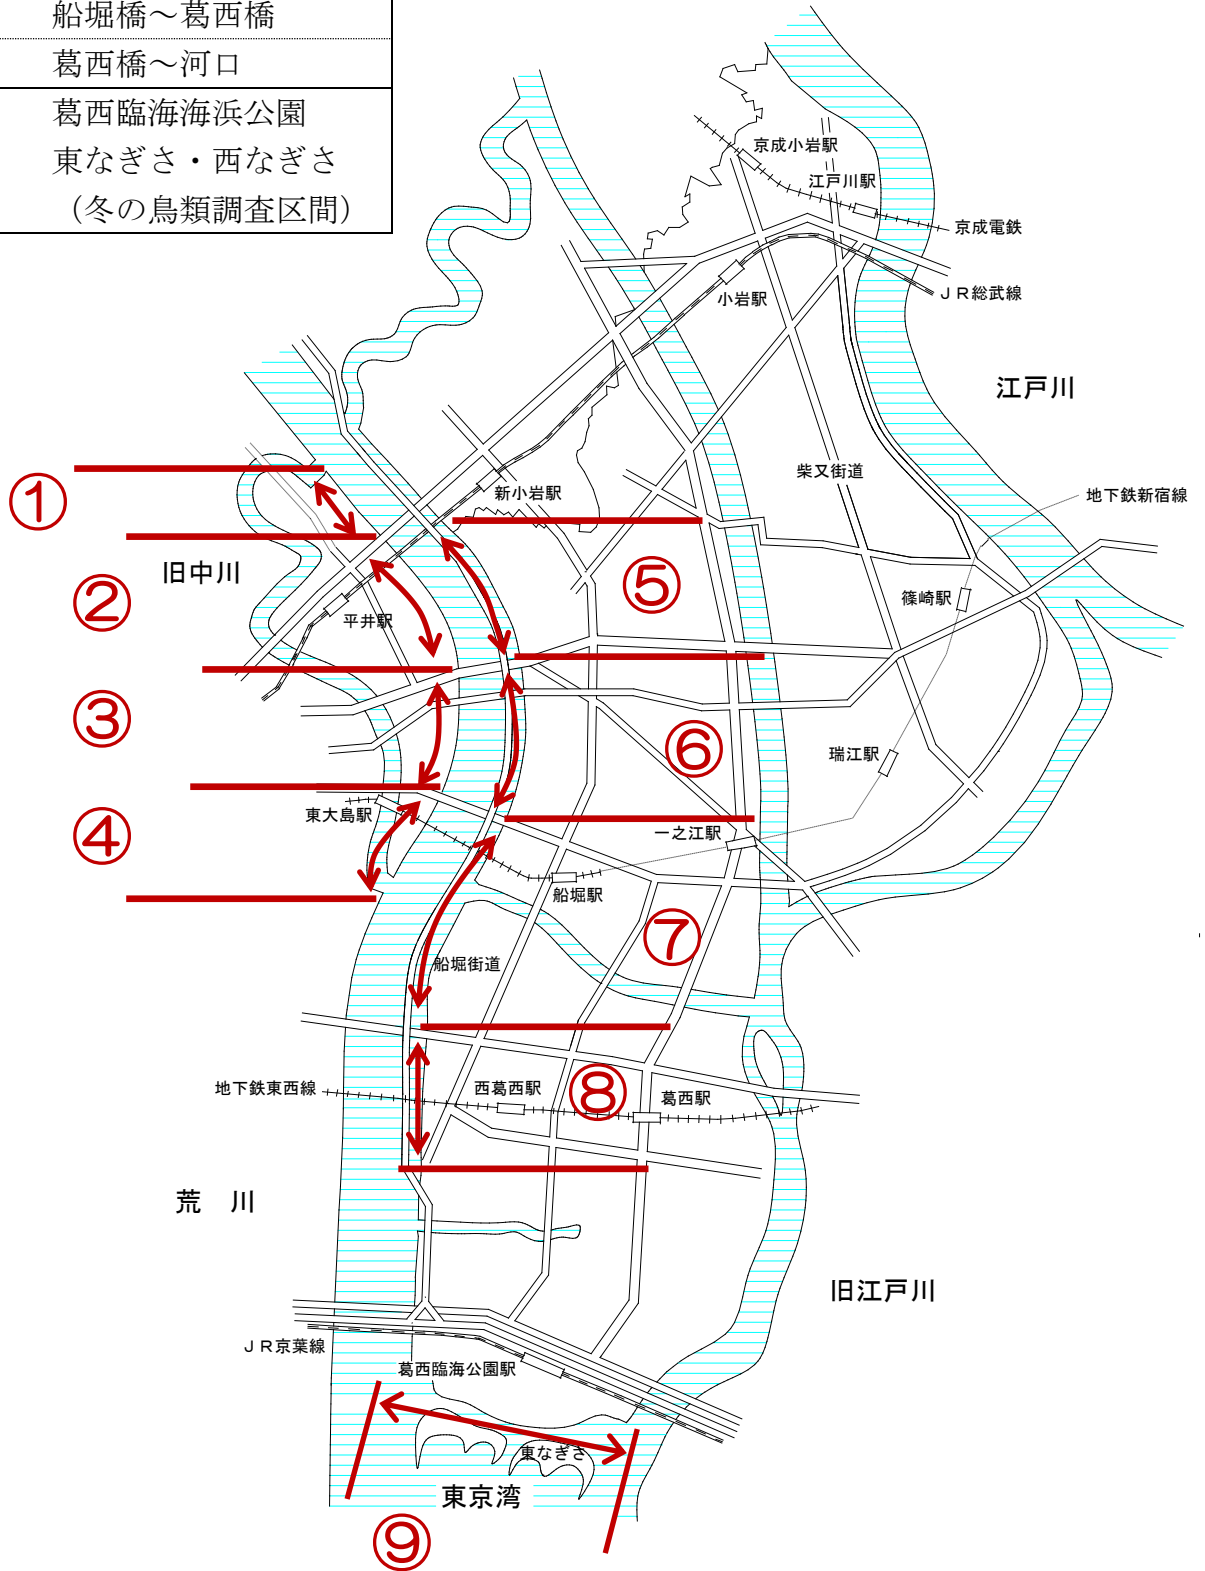 船堀橋～葛西橋
葛西橋～河口
葛西臨海海浜公園
東なぎさ・西なぎさ
（冬の鳥類調査区間）
京成小岩駅
江戸川駅
京成電鉄
小岩駅
ＪＲ総武線
江戸川
柴又街道
①
新小岩駅
地下鉄新宿線
旧中川
②
⑤
篠崎駅
平井駅
③
⑥
瑞江駅
東大島駅
④
一之江駅
船堀駅
⑦
船堀街道
地下鉄東西線
西葛西駅
⑧
葛西駅
荒　川
旧江戸川
ＪＲ京葉線
葛西臨海公園駅
東なぎさ
東京湾
⑨